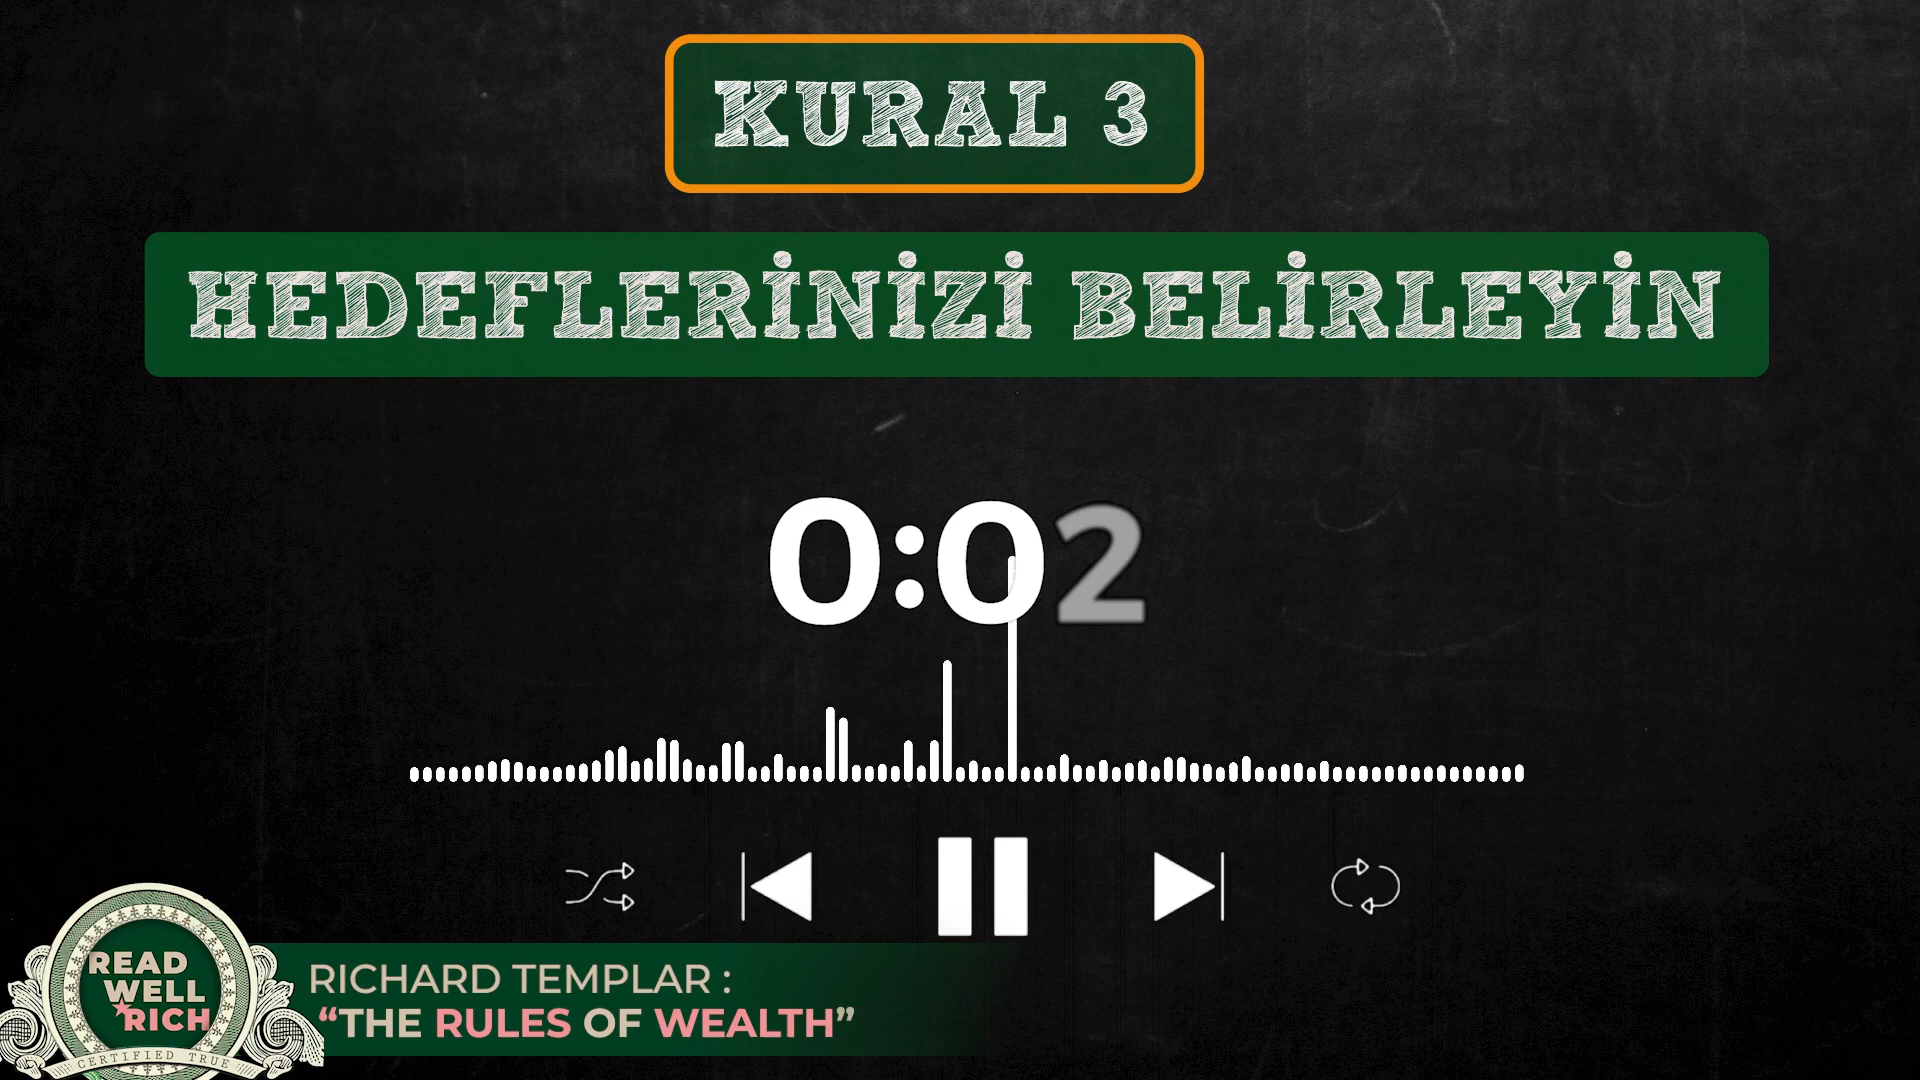 KURAL 3
HEDEFLERİNİZİ BELİRLEYİN
0:02
READ
WELL
RICH
CERTIFIED TRUE
RICHARD TEMPLAR :
“THE RULES OF WEALTH”